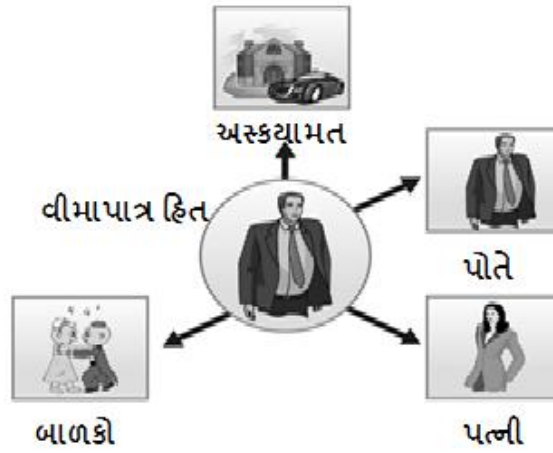 અસ્કયામત
વીમાપાત્ર હિત
પોતે
બાળકો
પત્ની